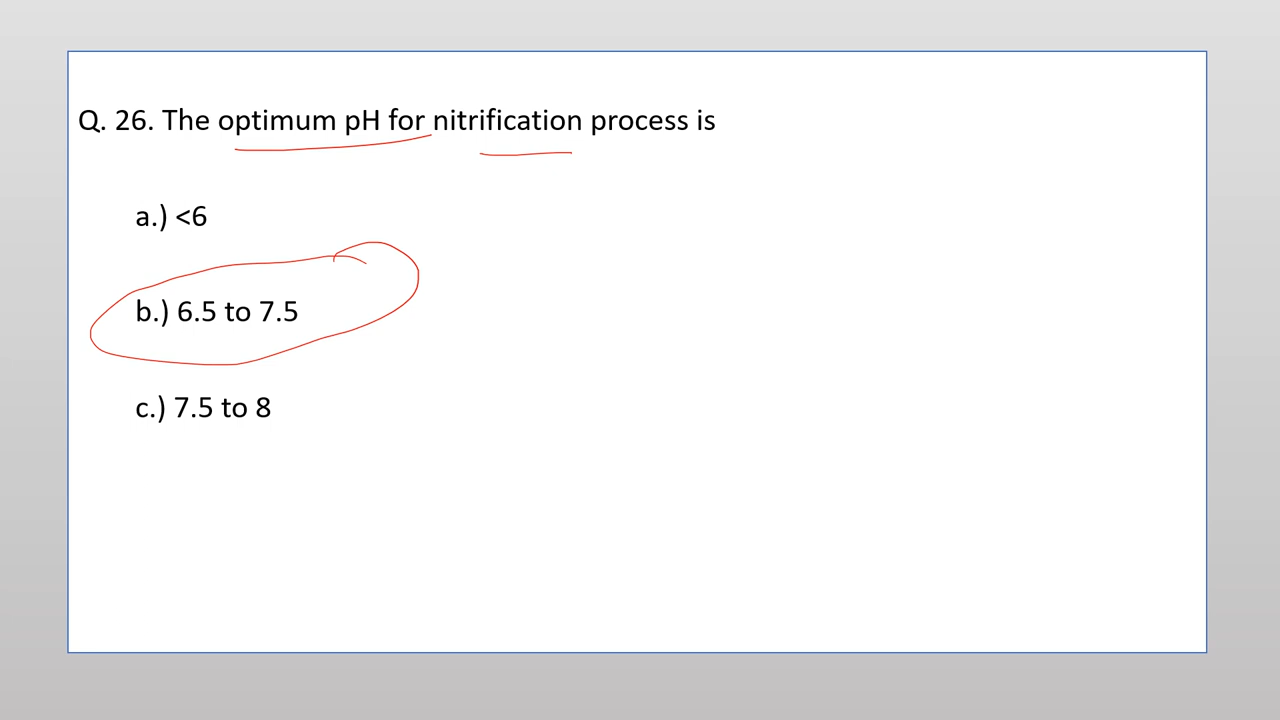 Q. 26. The optimum pH for nitrification process is
a.) <6
b.) 6.5 to 7.5
c.) 7.5 to 8